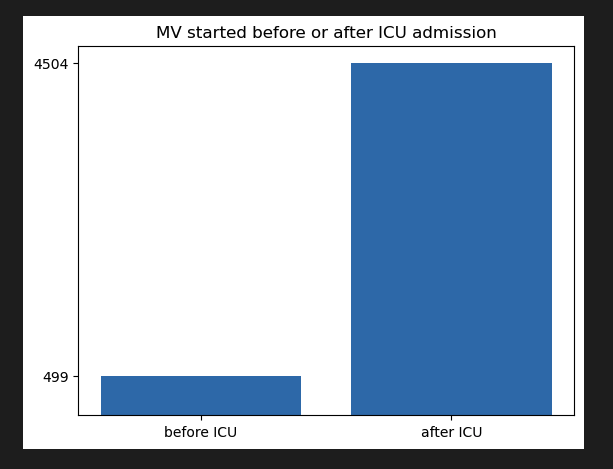 MV started before or after ICU admission
4504
499
before ICU
after ICU